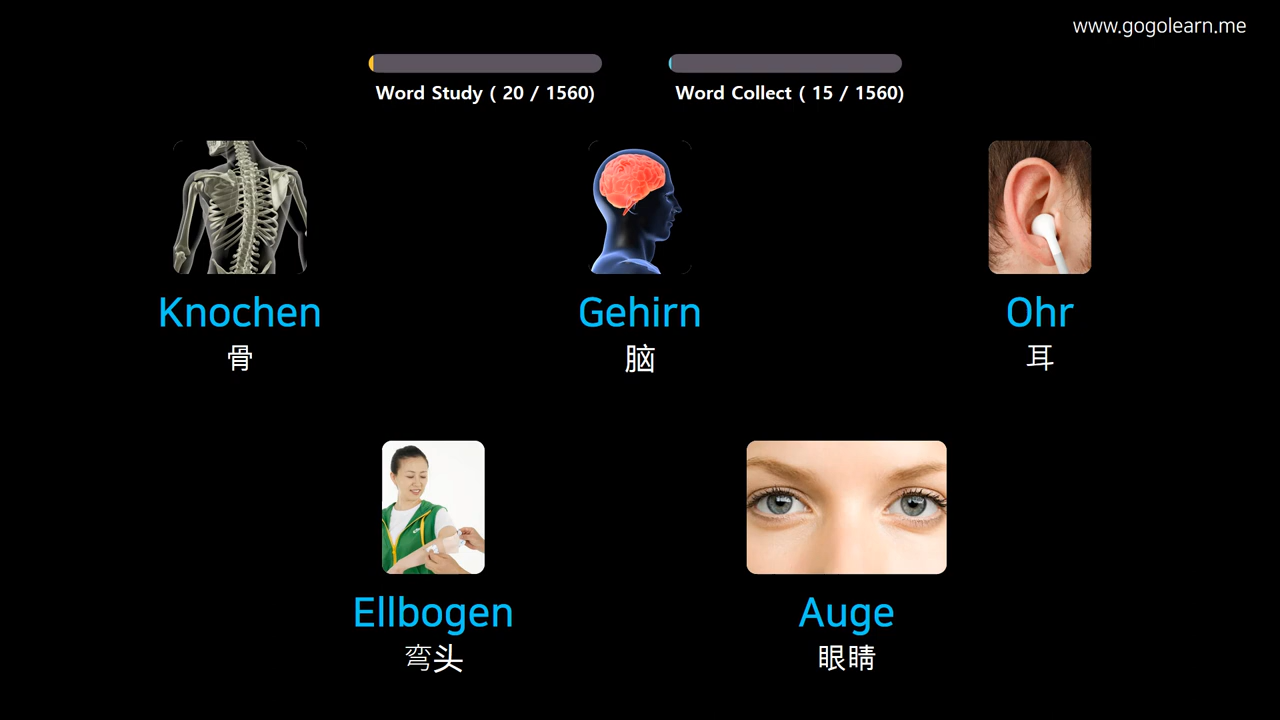 www.gogolearn.me
Word Study ( 20 / 1560)
Word Collect ( 15 / 1560)
Knochen
骨
Gehirn
脑
Ohr
耳
Ellbogen
弯头
Auge
眼睛